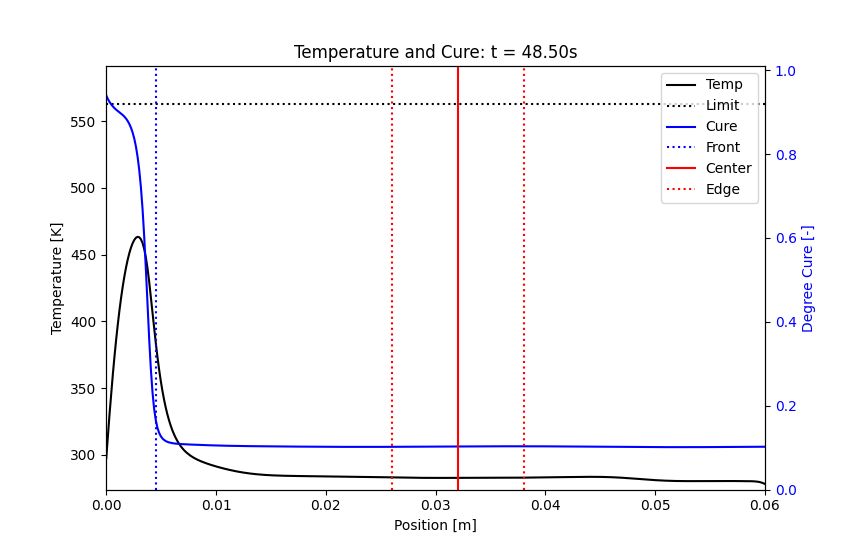 Temperature and Cure: t = 48.50s
Temperature [K]
550
500
450
400
350
300
Temp
Limit
Cure
Front
Center
Edge
1.0
0.8
0.6
0.4
0.2
0.0
Degree Cure [-]
0.00 0.01 0.02 0.03 0.04 0.05 0.06
Position [m]